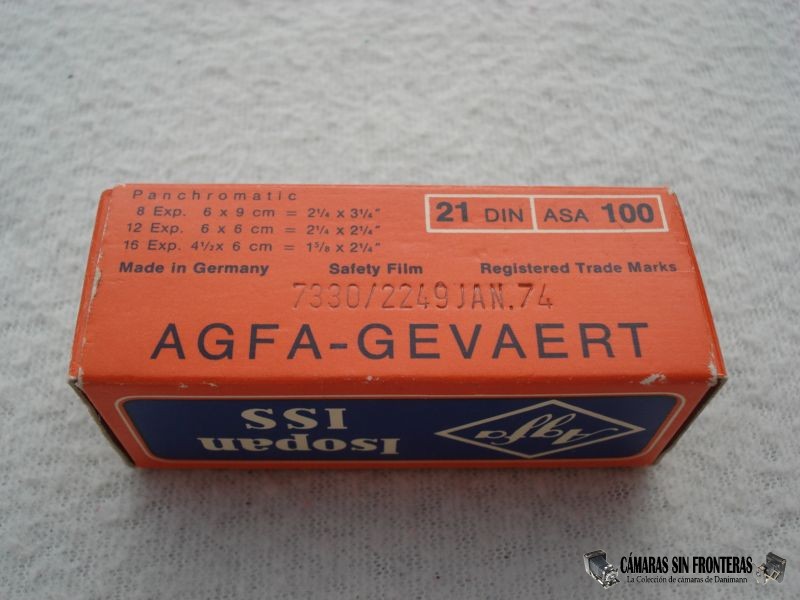 Panchromatic
8 Exp. 6 x 9 cm = 2¼ x 3¼"
12 Exp. 6 x 6 cm = 2¼ x 2¼"
16 Exp. 4½x 6 cm = 1⅝ x 2¼"
21 DIN ASA 100
Made in Germany Safety Film Registered Trade Marks
7330/2249 JAN.74
AGFA-GEVAERT
Isopan
ISS
Agfa
CÁMARAS SIN FRONTERAS
La Colección de cámaras de Danimann